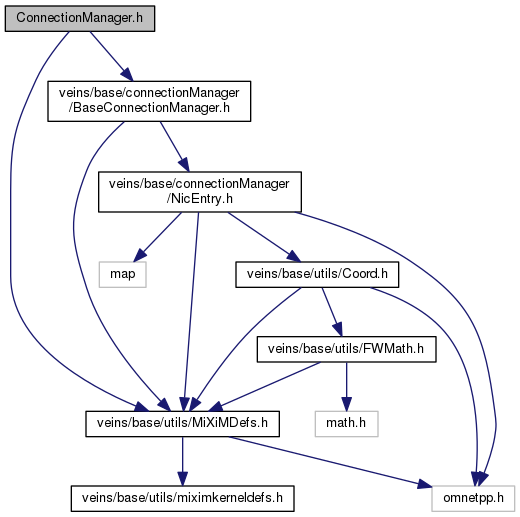 ConnectionManager.h
veins/base/connectionManager
/BaseConnectionManager.h
veins/base/connectionManager
/NicEntry.h
map
veins/base/utils/Coord.h
veins/base/utils/FWMath.h
veins/base/utils/MiXiMDefs.h
math.h
veins/base/utils/miximkerneldefs.h
omnetpp.h